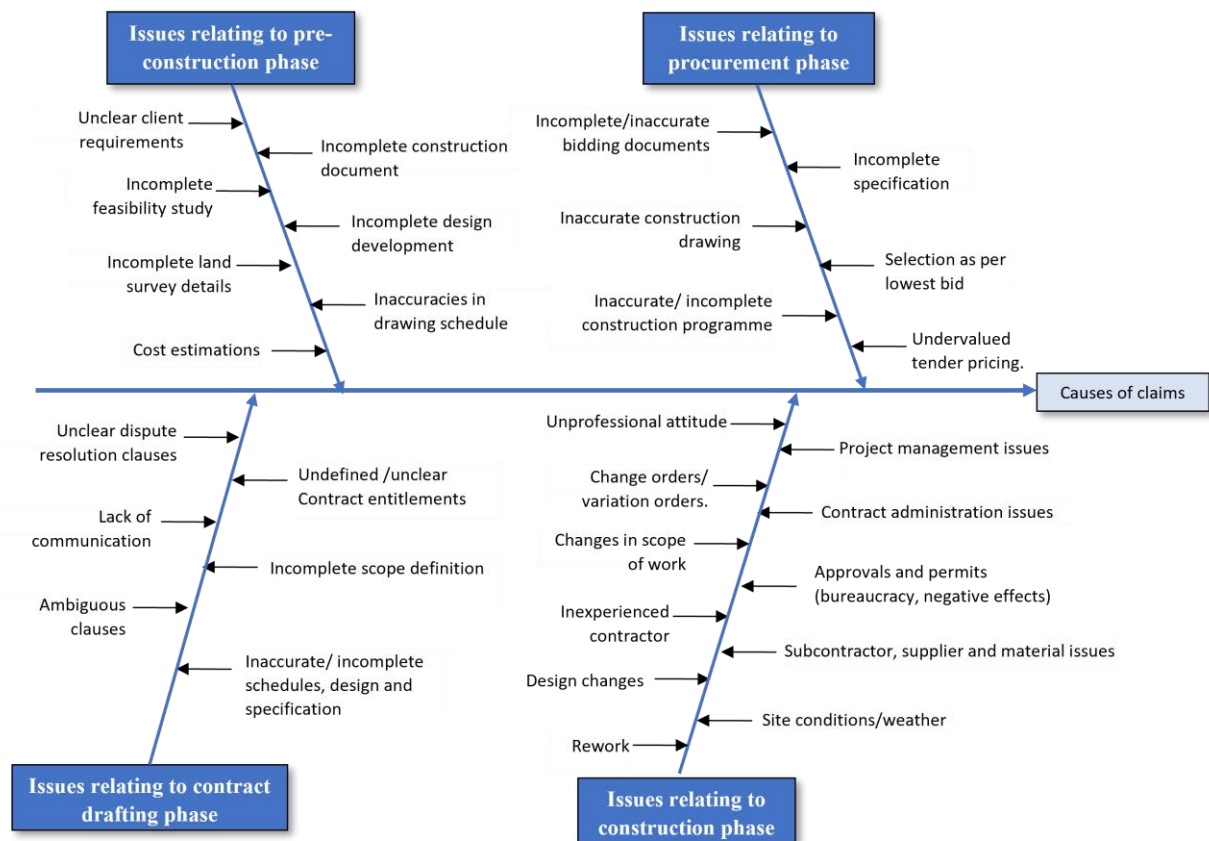 Issues relating to pre-
construction phase
Unclear client
requirements
Incomplete construction
document
Incomplete
feasibility study
Incomplete design
development
Incomplete land
survey details
Inaccuracies in
drawing schedule
Cost estimations
Issues relating to
procurement phase
Incomplete/inaccurate
bidding documents
Incomplete
specification
Inaccurate construction
drawing
Selection as per
lowest bid
Inaccurate/ incomplete
construction programme
Undervalued
tender pricing.
Causes of claims
Unclear dispute
resolution clauses
Undefined /unclear
Contract entitlements
Lack of
communication
Incomplete scope definition
Ambiguous
clauses
Inaccurate/ incomplete
schedules, design and
specification
Issues relating to contract
drafting phase
Unprofessional attitude
Project management issues
Change orders/
variation orders.
Contract administration issues
Changes in scope
of work
Approvals and permits
(bureaucracy, negative effects)
Inexperienced
contractor
Subcontractor, supplier and material issues
Design changes
Site conditions/weather
Rework
Issues relating to
construction phase